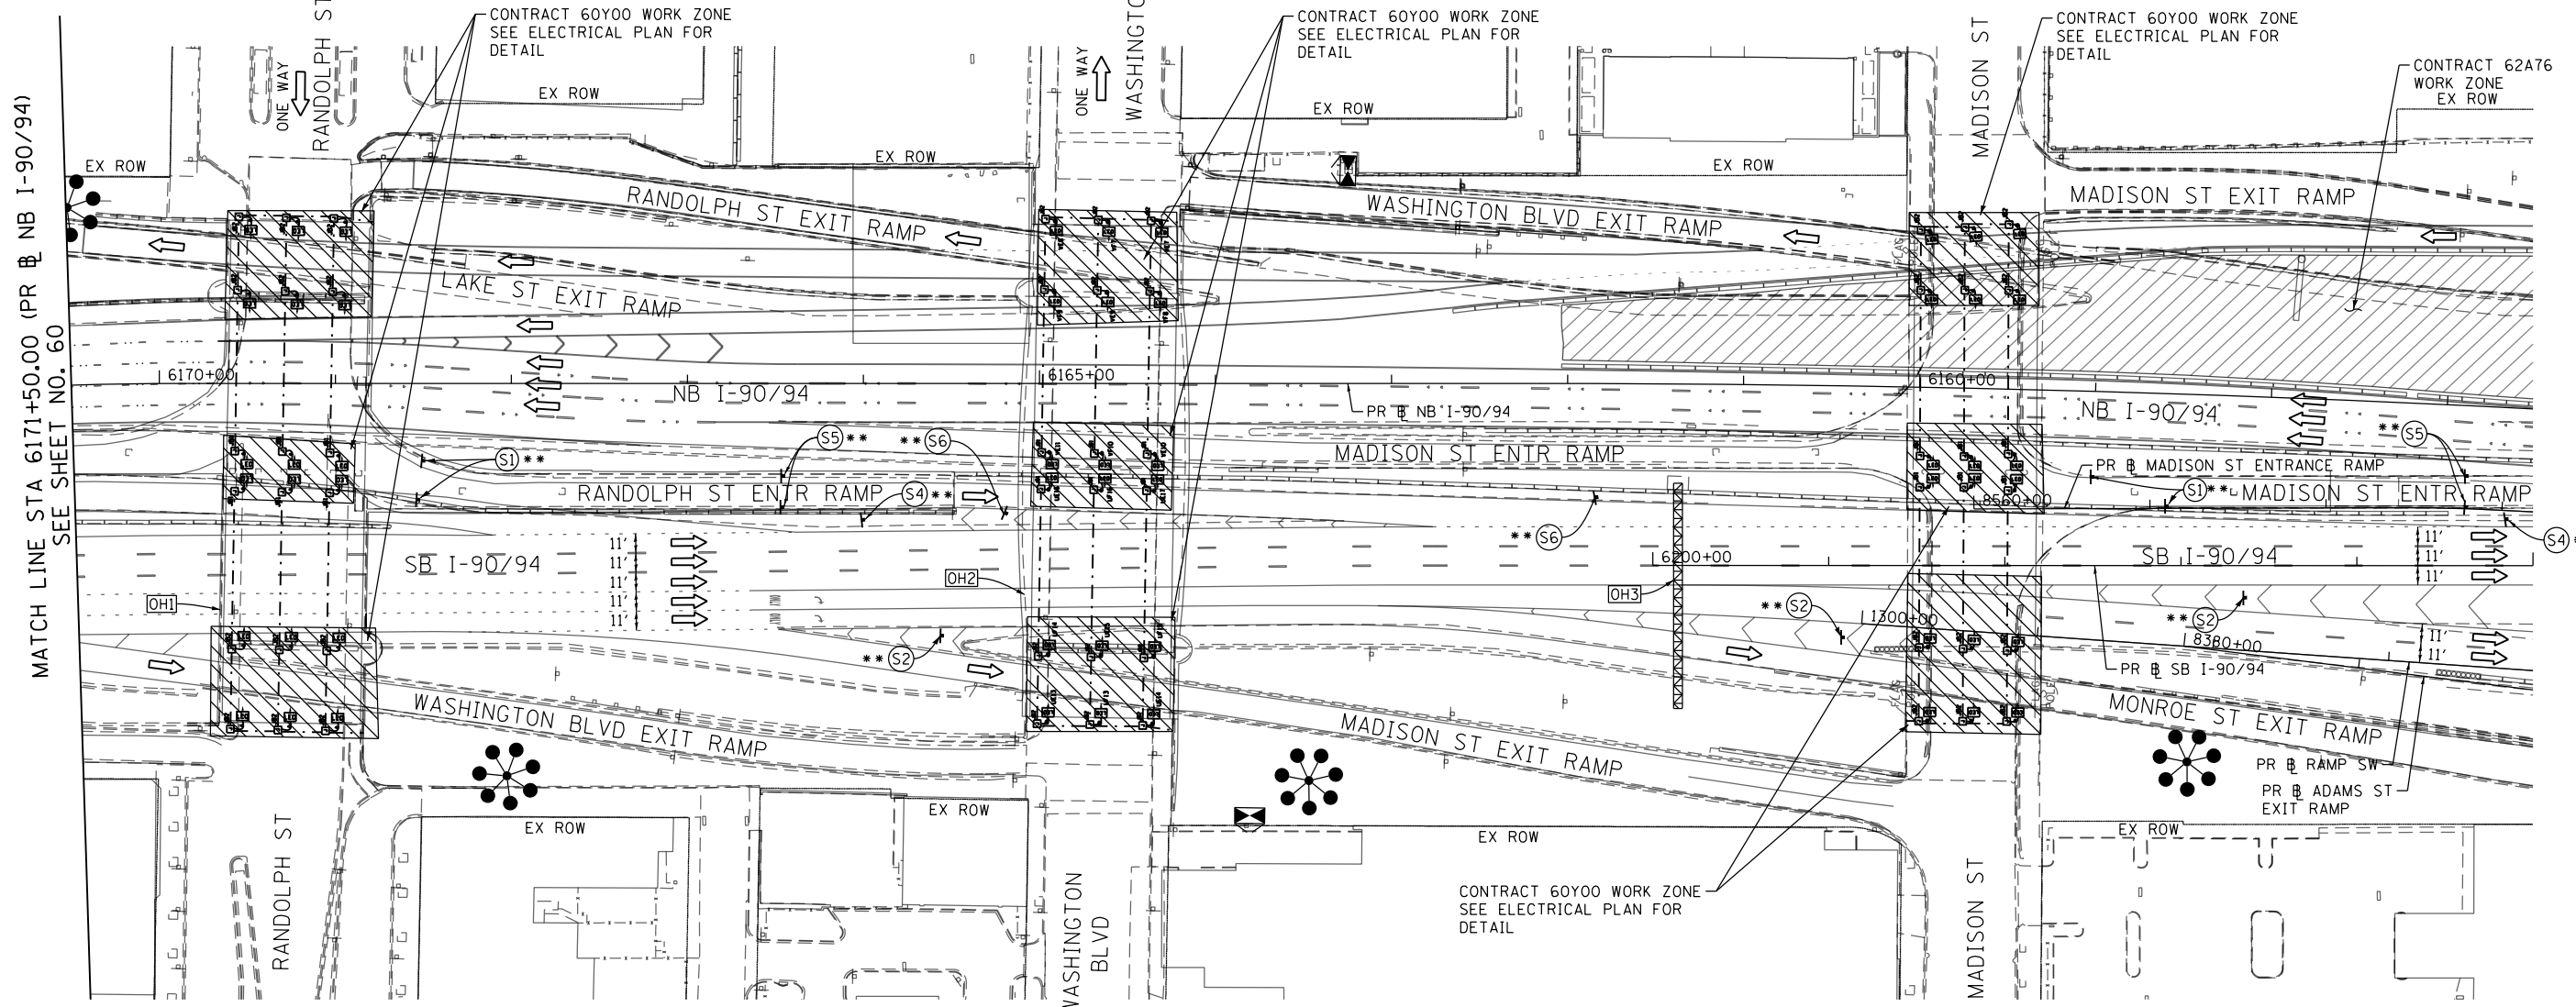 MATCH LINE STA 6171+50.00 (PR BL NB I-90/94)
SEE SHEET NO. 60
RANDOLPH ST
ONE WAY
CONTRACT 60Y00 WORK ZONE
SEE ELECTRICAL PLAN FOR
DETAIL
EX ROW
EX ROW
EX ROW
ONE WAY
WASHINGTO
CONTRACT 60Y00 WORK ZONE
SEE ELECTRICAL PLAN FOR
DETAIL
EX ROW
EX ROW
MADISON ST
CONTRACT 60Y00 WORK ZONE
SEE ELECTRICAL PLAN FOR
DETAIL
CONTRACT 62A76
WORK ZONE
EX ROW
RANDOLPH ST EXIT RAMP
WASHINGTON BLVD EXIT RAMP
MADISON ST EXIT RAMP
LAKE ST EXIT RAMP
6170+00
6165+00
6160+00
NB I-90/94
PR BL NB I-90/94
NB I-90/94
S1 **
S5 **
** S6
MADISON ST ENTR RAMP
** S5
PR BL MADISON ST ENTRANCE RAMP
RANDOLPH ST ENTR RAMP
S4 **
S1 **
MADISON ST ENTR RAMP
8560+00
** S6
S4 *
SB I-90/94
11'
11'
11'
11'
11'
6200+00
SB I-90/94
11'
11'
11'
OH1
OH2
OH3
** S2
** S2
1300+00
** S2
8380+00
11'
11'
PR BL SB I-90/94
WASHINGTON BLVD EXIT RAMP
MADISON ST EXIT RAMP
MONROE ST EXIT RAMP
PR BL RAMP SW
PR BL ADAMS ST
EXIT RAMP
EX ROW
EX ROW
EX ROW
EX ROW
RANDOLPH ST
WASHINGTON
BLVD
CONTRACT 60Y00 WORK ZONE
SEE ELECTRICAL PLAN FOR
DETAIL
MADISON ST